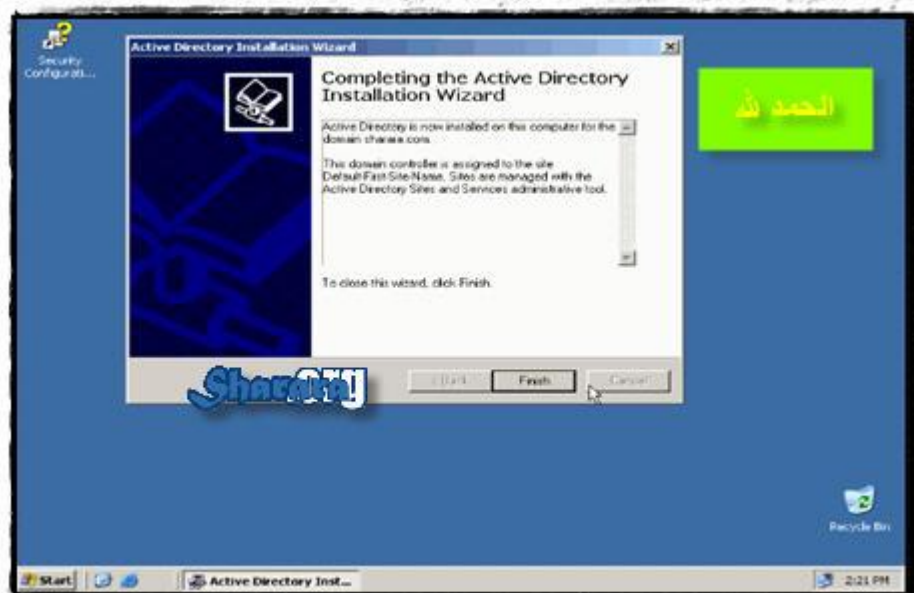 Security
Configurati...
Active Directory Installation Wizard
الحمد لله
Completing the Active Directory
Installation Wizard
Active Directory is now installed on this computer for the
domain sharara.com.
This domain controller is assigned to the site
Default-First-Site-Name. Sites are managed with the
Active Directory Sites and Services administrative tool.
To close this wizard, click Finish.
< Back
Finish
Cancel
Sharara
org
Recycle Bin
Start
Active Directory Inst...
2:21 PM